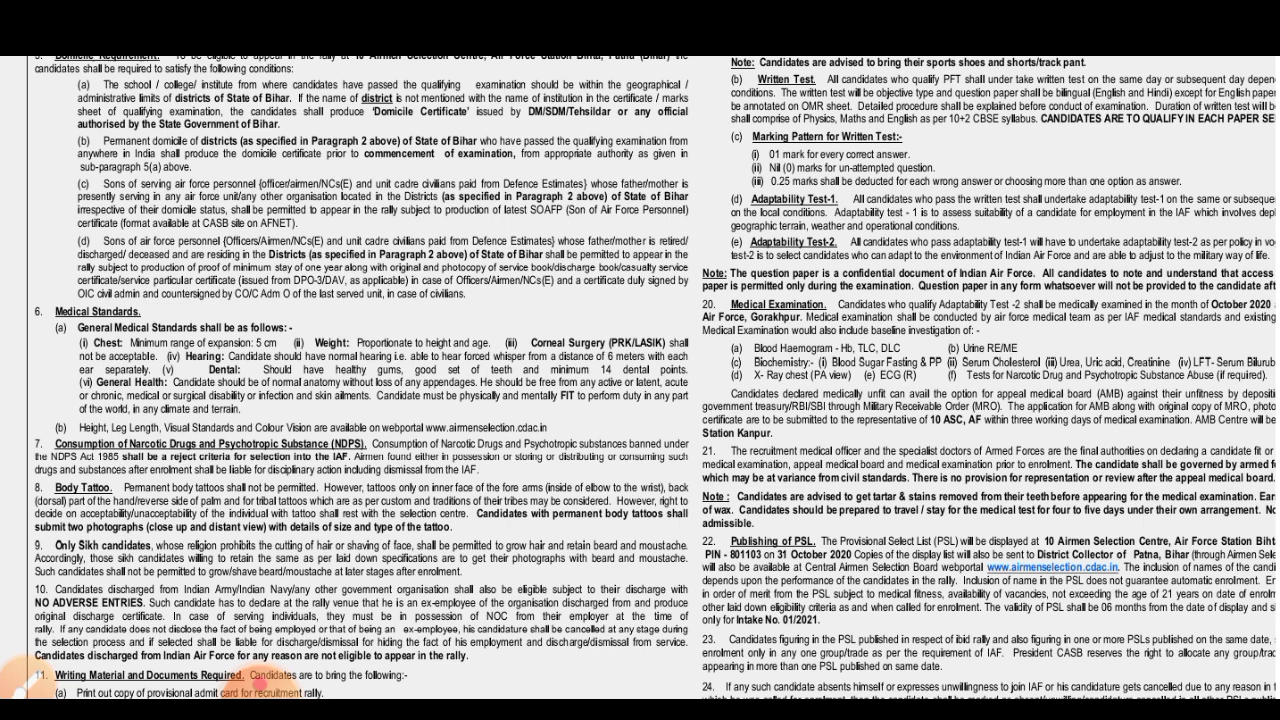 5. Domicile Requirement. To be eligible to appear in the rally at 10 Airmen Selection Centre, Air Force Station Bihta, Patna (Bihar) the
candidates shall be required to satisfy the following conditions:
(a) The school / college/ institute from where candidates have passed the qualifying examination should be within the geographical /
administrative limits of districts of State of Bihar. If the name of district is not mentioned with the name of institution in the certificate / marks
sheet of qualifying examination, the candidates shall produce 'Domicile Certificate' issued by DM/SDM/Tehsildar or any official
authorised by the State Government of Bihar.
(b) Permanent domicile of districts (as specified in Paragraph 2 above) of State of Bihar who have passed the qualifying examination from
anywhere in India shall produce the domicile certificate prior to commencement of examination, from appropriate authority as given in
sub-paragraph 5(a) above.
(c) Sons of serving air force personnel {officer/airmen/NCs(E) and unit cadre civilians paid from Defence Estimates} whose father/mother is
presently serving in any air force unit/any other organisation located in the Districts (as specified in Paragraph 2 above) of State of Bihar
irrespective of their domicile status, shall be permitted to appear in the rally subject to production of latest SOAFP (Son of Air Force Personnel)
certificate (format available at CASB site on AFNET).
(d) Sons of air force personnel {Officers/Airmen/NCs(E) and unit cadre civilians paid from Defence Estimates} whose father/mother is retired/
discharged/ deceased and are residing in the Districts (as specified in Paragraph 2 above) of State of Bihar shall be permitted to appear in the
rally subject to production of proof of minimum stay of one year along with original and photocopy of service book/discharge book/casualty service
certificate/service particular certificate (issued from DPO-3/DAV, as applicable) in case of Officers/Airmen/NCs(E) and a certificate duly signed by
OIC civil admin and countersigned by CO/C Adm O of the last served unit, in case of civilians.
6. Medical Standards.
(a) General Medical Standards shall be as follows: -
(i) Chest: Minimum range of expansion: 5 cm (ii) Weight: Proportionate to height and age. (iii) Corneal Surgery (PRK/LASIK) shall
not be acceptable. (iv) Hearing: Candidate should have normal hearing i.e. able to hear forced whisper from a distance of 6 meters with each
ear separately. (v) Dental: Should have healthy gums, good set of teeth and minimum 14 dental points.
(vi) General Health: Candidate should be of normal anatomy without loss of any appendages. He should be free from any active or latent, acute
or chronic, medical or surgical disability or infection and skin ailments. Candidate must be physically and mentally FIT to perform duty in any part
of the world, in any climate and terrain.
(b) Height, Leg Length, Visual Standards and Colour Vision are available on webportal www.airmenselection.cdac.in
7. Consumption of Narcotic Drugs and Psychotropic Substance (NDPS). Consumption of Narcotic Drugs and Psychotropic substances banned under
the NDPS Act 1985 shall be a reject criteria for selection into the IAF. Airmen found either in possession or storing or distributing or consuming such
drugs and substances after enrolment shall be liable for disciplinary action including dismissal from the IAF.
8. Body Tattoo. Permanent body tattoos shall not be permitted. However, tattoos only on inner face of the fore arms (inside of elbow to the wrist), back
(dorsal) part of the hand/reverse side of palm and for tribal tattoos which are as per custom and traditions of their tribes may be considered. However, right to
decide on acceptability/unacceptability of the individual with tattoo shall rest with the selection centre. Candidates with permanent body tattoos shall
submit two photographs (close up and distant view) with details of size and type of the tattoo.
9. Only Sikh candidates, whose religion prohibits the cutting of hair or shaving of face, shall be permitted to grow hair and retain beard and moustache.
Accordingly, those sikh candidates willing to retain the same as per laid down specifications are to get their photographs with beard and moustache.
Such candidates shall not be permitted to grow/shave beard/moustache at later stages after enrolment.
10. Candidates discharged from Indian Army/Indian Navy/any other government organisation shall also be eligible subject to their discharge with
NO ADVERSE ENTRIES. Such candidate has to declare at the rally venue that he is an ex-employee of the organisation discharged from and produce
original discharge certificate. In case of serving individuals, they must be in possession of NOC from their employer at the time of
rally. If any candidate does not disclose the fact of being employed or that of being an ex-employee, his candidature shall be cancelled at any stage during
the selection process and if selected shall be liable for discharge/dismissal for hiding the fact of his employment and discharge/dismissal from service.
Candidates discharged from Indian Air Force for any reason are not eligible to appear in the rally.
11. Writing Material and Documents Required. Candidates are to bring the following:-
(a) Print out copy of provisional admit card for recruitment rally.
Note: Candidates are advised to bring their sports shoes and shorts/track pant.
(b) Written Test. All candidates who qualify PFT shall under take written test on the same day or subsequent day depen
conditions. The written test will be objective type and question paper shall be bilingual (English and Hindi) except for English paper
be annotated on OMR sheet. Detailed procedure shall be explained before conduct of examination. Duration of written test will b
shall comprise of Physics, Maths and English as per 10+2 CBSE syllabus. CANDIDATES ARE TO QUALIFY IN EACH PAPER SE
(c) Marking Pattern for Written Test:-
(i) 01 mark for every correct answer.
(ii) Nil (0) marks for un-attempted question.
(iii) 0.25 marks shall be deducted for each wrong answer or choosing more than one option as answer.
(d) Adaptability Test-1. All candidates who pass the written test shall undertake adaptability test-1 on the same or subseque
on the local conditions. Adaptability test - 1 is to assess suitability of a candidate for employment in the IAF which involves depl
geographic terrain, weather and operational conditions.
(e) Adaptability Test-2. All candidates who pass adaptability test-1 will have to undertake adaptability test-2 as per policy in vo
test-2 is to select candidates who can adapt to the environment of Indian Air Force and are able to adjust to the military way of life.
Note: The question paper is a confidential document of Indian Air Force. All candidates to note and understand that access
paper is permitted only during the examination. Question paper in any form whatsoever will not be provided to the candidate aft
20. Medical Examination. Candidates who qualify Adaptability Test -2 shall be medically examined in the month of October 2020
Air Force, Gorakhpur. Medical examination shall be conducted by air force medical team as per IAF medical standards and existing
Medical Examination would also include baseline investigation of: -
(a) Blood Haemogram - Hb, TLC, DLC (b) Urine RE/ME
(c) Biochemistry:- (i) Blood Sugar Fasting & PP (ii) Serum Cholesterol (iii) Urea, Uric acid, Creatinine (iv) LFT- Serum Bilurub
(d) X- Ray chest (PA view) (e) ECG (R) (f) Tests for Narcotic Drug and Psychotropic Substance Abuse (if required).
Candidates declared medically unfit can avail the option for appeal medical board (AMB) against their unfitness by depositi
government treasury/RBI/SBI through Military Receivable Order (MRO). The application for AMB along with original copy of MRO, photo
certificate are to be submitted to the representative of 10 ASC, AF within three working days of medical examination. AMB Centre will be
Station Kanpur.
21. The recruitment medical officer and the specialist doctors of Armed Forces are the final authorities on declaring a candidate fit or
medical examination, appeal medical board and medical examination prior to enrolment. The candidate shall be governed by armed f
which may be at variance from civil standards. There is no provision for representation or review after the appeal medical board.
Note : Candidates are advised to get tartar & stains removed from their teeth before appearing for the medical examination. Ear
of wax. Candidates should be prepared to travel / stay for the medical test for four to five days under their own arrangement. No
admissible.
22. Publishing of PSL. The Provisional Select List (PSL) will be displayed at 10 Airmen Selection Centre, Air Force Station Biht
PIN - 801103 on 31 October 2020 Copies of the display list will also be sent to District Collector of Patna, Bihar (through Airmen Sele
will also be available at Central Airmen Selection Board webportal www.airmenselection.cdac.in. The inclusion of names of the candi
depends upon the performance of the candidates in the rally. Inclusion of name in the PSL does not guarantee automatic enrolment. En
in order of merit from the PSL subject to medical fitness, availability of vacancies, not exceeding the age of 21 years on date of enrolm
other laid down eligibility criteria as and when called for enrolment. The validity of PSL shall be 06 months from the date of display and s
only for Intake No. 01/2021.
23. Candidates figuring in the PSL published in respect of ibid rally and also figuring in one or more PSLs published on the same date,
enrolment only in any one group/trade as per the requirement of IAF. President CASB reserves the right to allocate any group/trad
appearing in more than one PSL published on same date.
24. If any such candidate absents himself or expresses unwillingness to join IAF or his candidature gets cancelled due to any reason in t